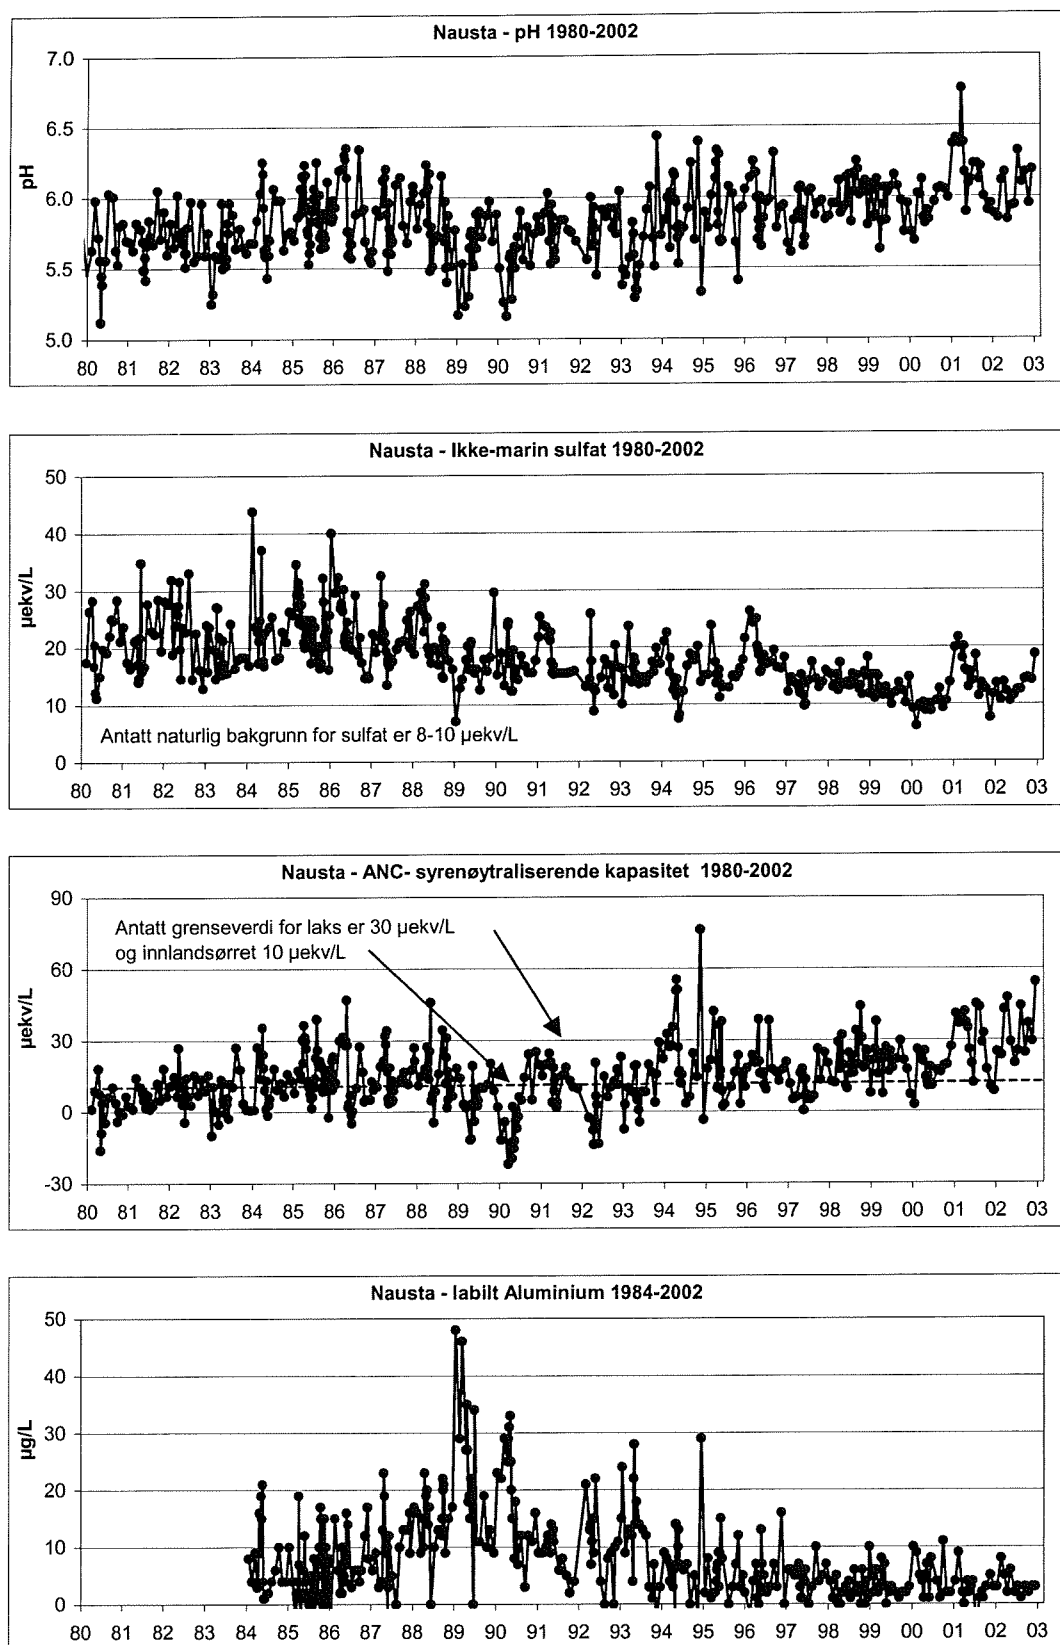 Nausta - pH 1980-2002
7.0
6.5
6.0
5.5
5.0
pH
80 81 82 83 84 85 86 87 88 89 90 91 92 93 94 95 96 97 98 99 00 01 02 03
Nausta - Ikke-marin sulfat 1980-2002
50
40
30
20
10
0
µekv/L
Antatt naturlig bakgrunn for sulfat er 8-10 µekv/L
80 81 82 83 84 85 86 87 88 89 90 91 92 93 94 95 96 97 98 99 00 01 02 03
Nausta - ANC- syrenøytraliserende kapasitet 1980-2002
90
60
30
0
-30
µekv/L
Antatt grenseverdi for laks er 30 µekv/L
og innlandsørret 10 µekv/L
80 81 82 83 84 85 86 87 88 89 90 91 92 93 94 95 96 97 98 99 00 01 02 03
Nausta - labilt Aluminium 1984-2002
50
40
30
20
10
0
µg/L
80 81 82 83 84 85 86 87 88 89 90 91 92 93 94 95 96 97 98 99 00 01 02 03